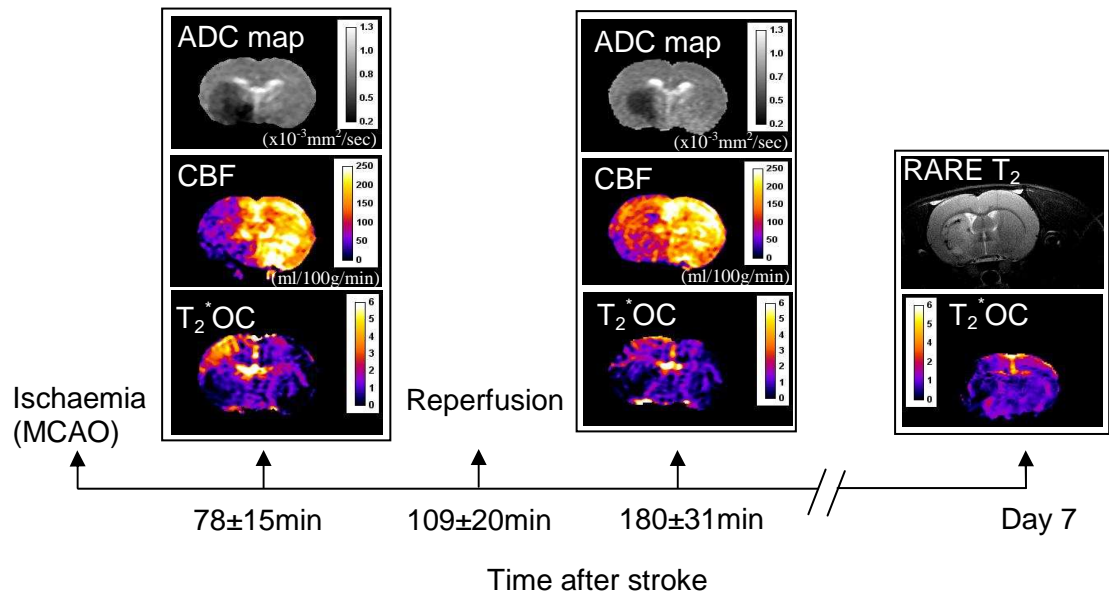 ADC map
1.3
1.0
0.8
0.5
0.2
(x10-3mm2/sec)
CBF
250
200
150
100
50
0
(ml/100g/min)
T2*OC
6
5
4
3
2
1
0
ADC map
1.3
1.0
0.7
0.5
0.2
(x10-3mm2/sec)
CBF
250
200
150
100
50
0
(ml/100g/min)
T2*OC
6
5
4
3
2
1
0
RARE T2
T2*OC
6
5
4
3
2
1
0
Ischaemia
(MCAO)
Reperfusion
78±15min
109±20min
180±31min
Day 7
Time after stroke